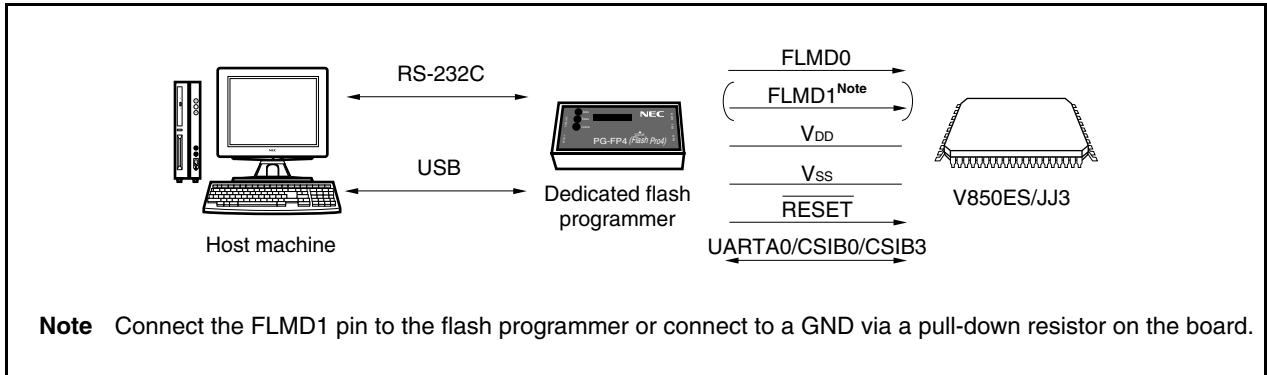 RS-232C
USB
Host machine
NEC
PG-FP4 (Flash Pro4)
Dedicated flash
programmer
FLMD0
FLMD1Note
VDD
VSS
RESET
UARTA0/CSIB0/CSIB3
V850ES/JJ3
Note Connect the FLMD1 pin to the flash programmer or connect to a GND via a pull-down resistor on the board.